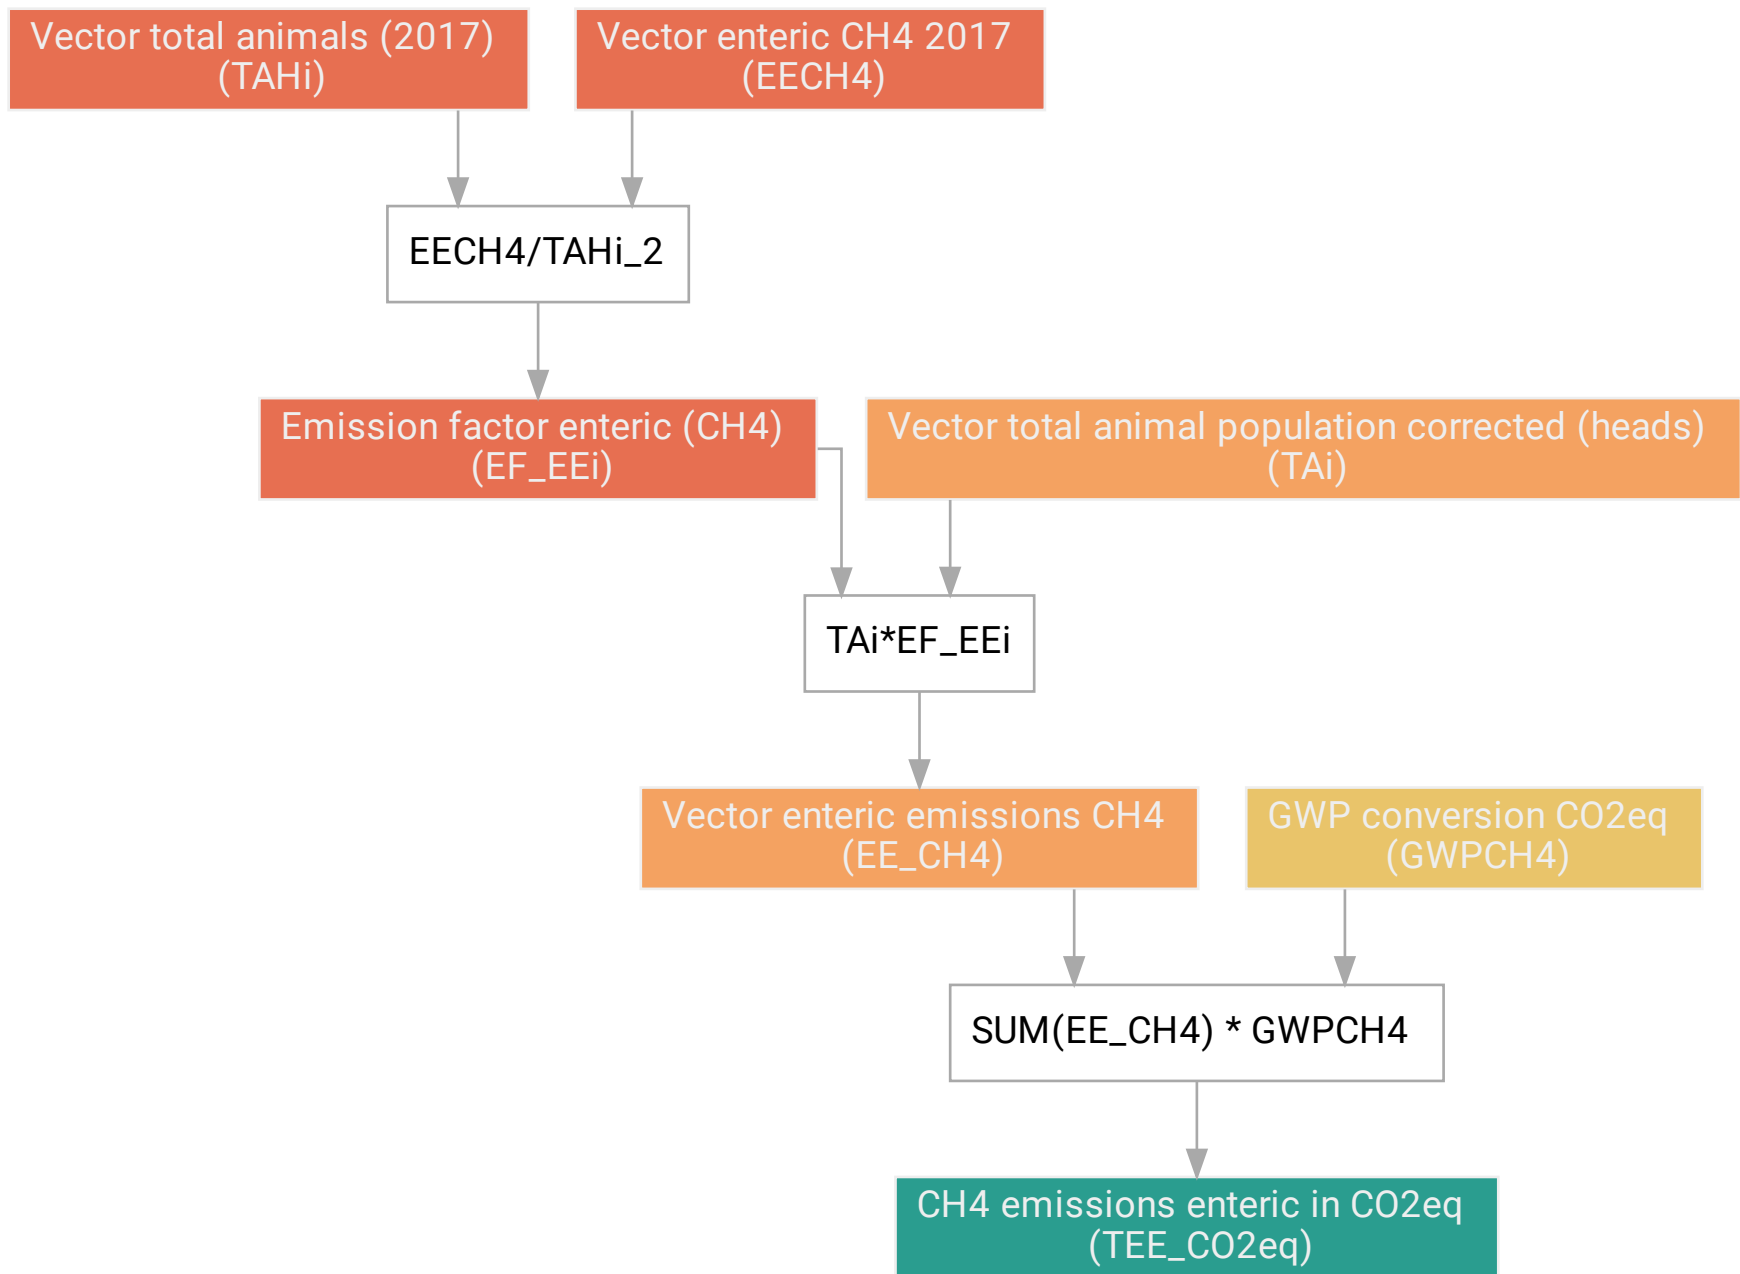 Vector total animals (2017)
(TAHi)
Vector enteric CH4 2017
(EECH4)
EECH4/TAHi_2
Emission factor enteric (CH4)
(EF_EEi)
Vector total animal population corrected (heads)
(TAi)
TAi*EF_EEi
Vector enteric emissions CH4
(EE_CH4)
GWP conversion CO2eq
(GWPCH4)
SUM(EE_CH4) * GWPCH4
CH4 emissions enteric in CO2eq
(TEE_CO2eq)